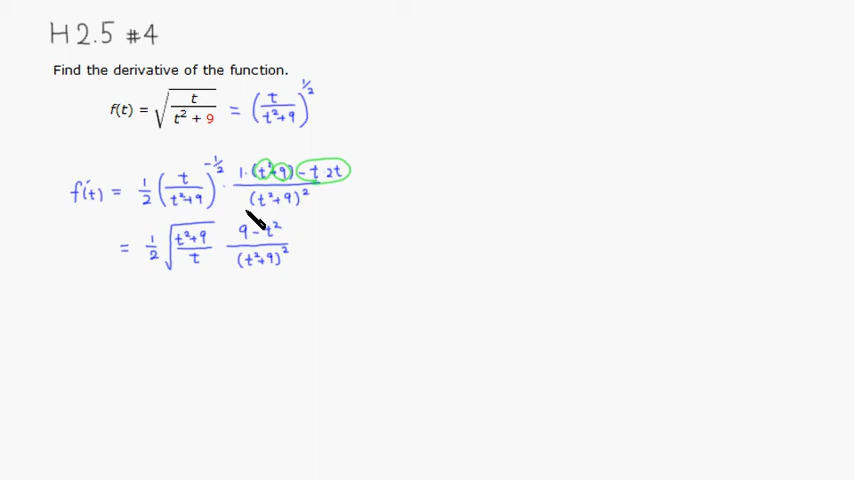 H 2.5 #4
Find the derivative of the function.
f(t) = √(t/(t² + 9)) = (t/(t²+9))^(1/2)
f'(t) = 1/2 (t/(t²+9))^(-1/2) · (1·(t²+9) - t·2t)/(t²+9)²
= 1/2 √((t²+9)/t) (9 - t²)/(t²+9)²